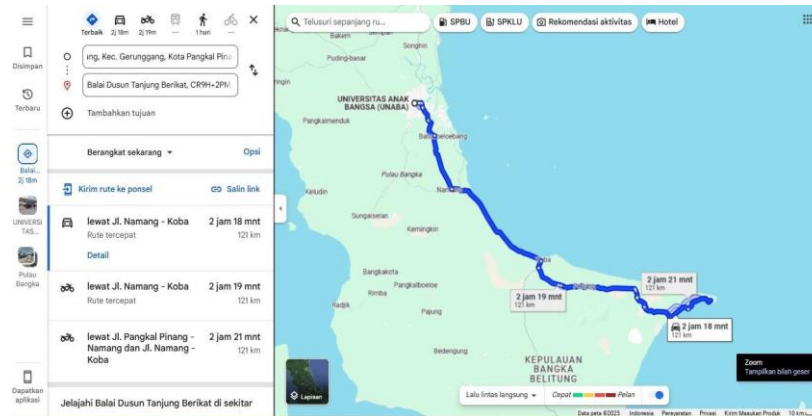 Terbaik
2j 18m
2j 19m
1 hari
Disimpan
Terbaru
Balai...
2j 18m
UNIVERSI
TAS...
Pulau
Bangka
Dapatkan
aplikasi
ıng, Kec. Gerunggang, Kota Pangkal Pina
Balai Dusun Tanjung Berikat, CR9H+2PM,
Tambahkan tujuan
Berangkat sekarang
Opsi
Kirim rute ke ponsel
Salin link
lewat Jl. Namang - Koba 2 jam 18 mnt
Rute tercepat 121 km
Detail
lewat Jl. Namang - Koba 2 jam 19 mnt
Rute tercepat 121 km
lewat Jl. Pangkal Pinang - 2 jam 21 mnt
Namang dan Jl. Namang - 121 km
Koba
Jelajahi Balai Dusun Tanjung Berikat di sekitar
Telusuri sepanjang ru...
SPBU
SPKLU
Rekomendasi aktivitas
Hotel
Bakem
Songhin
Puding-basar
UNIVERSITAS ANAK
BANGSA (UNABA)
Pangkalmenduk
Pulau Bangka
Keludin
Sungaiselan
Kemingkin
Bangkakota
Pangkalboeloe
Rimba
Radjik
Pajung
Bedengung
2 jam 19 mnt
121 km
2 jam 21 mnt
121 km
2 jam 18 mnt
121 km
KEPULAUAN
BANGKA
BELITUNG
Zoom
Tampilkan bilah geser
Lapisan
Lalu lintas langsung
Cepat
Pelan
Data peta ©2025 Indonesia Persyaratan Privasi Kirim Masukan Produk 10 km